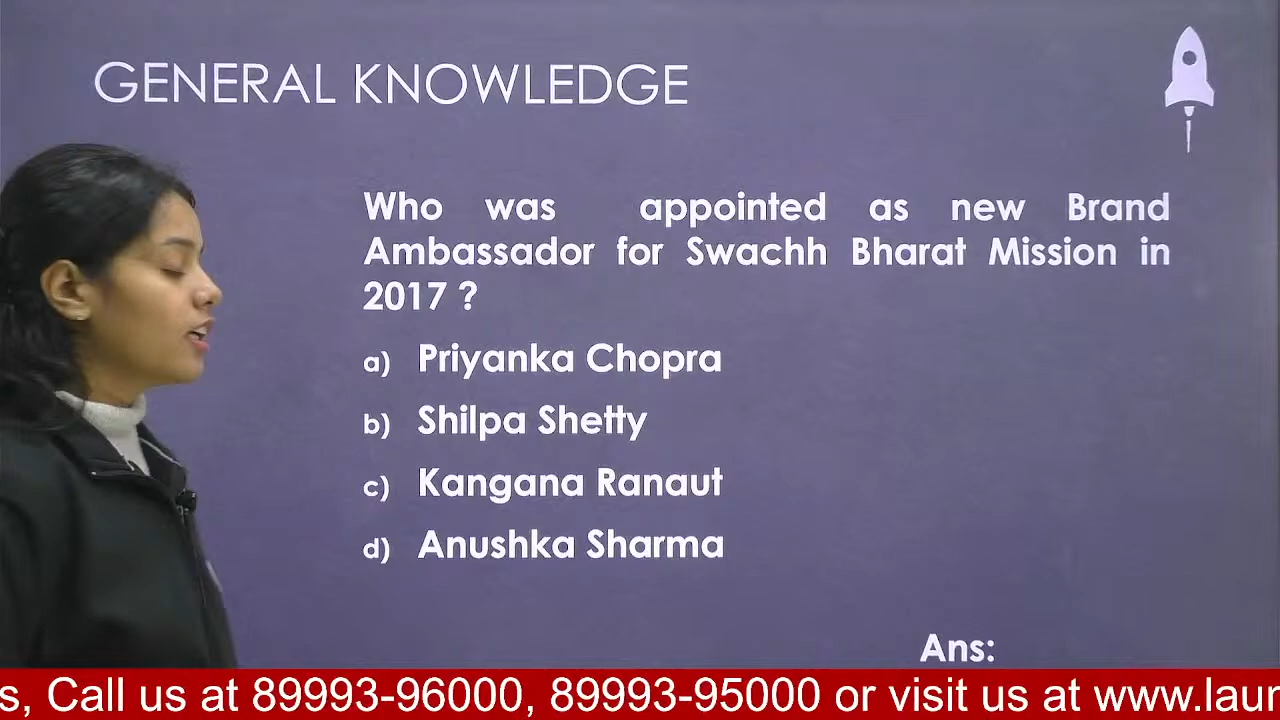 GENERAL KNOWLEDGE
Who was appointed as new Brand
Ambassador for Swachh Bharat Mission in
2017 ?
a) Priyanka Chopra
b) Shilpa Shetty
c) Kangana Ranaut
d) Anushka Sharma
Ans:
s, Call us at 89993-96000, 89993-95000 or visit us at www.laun